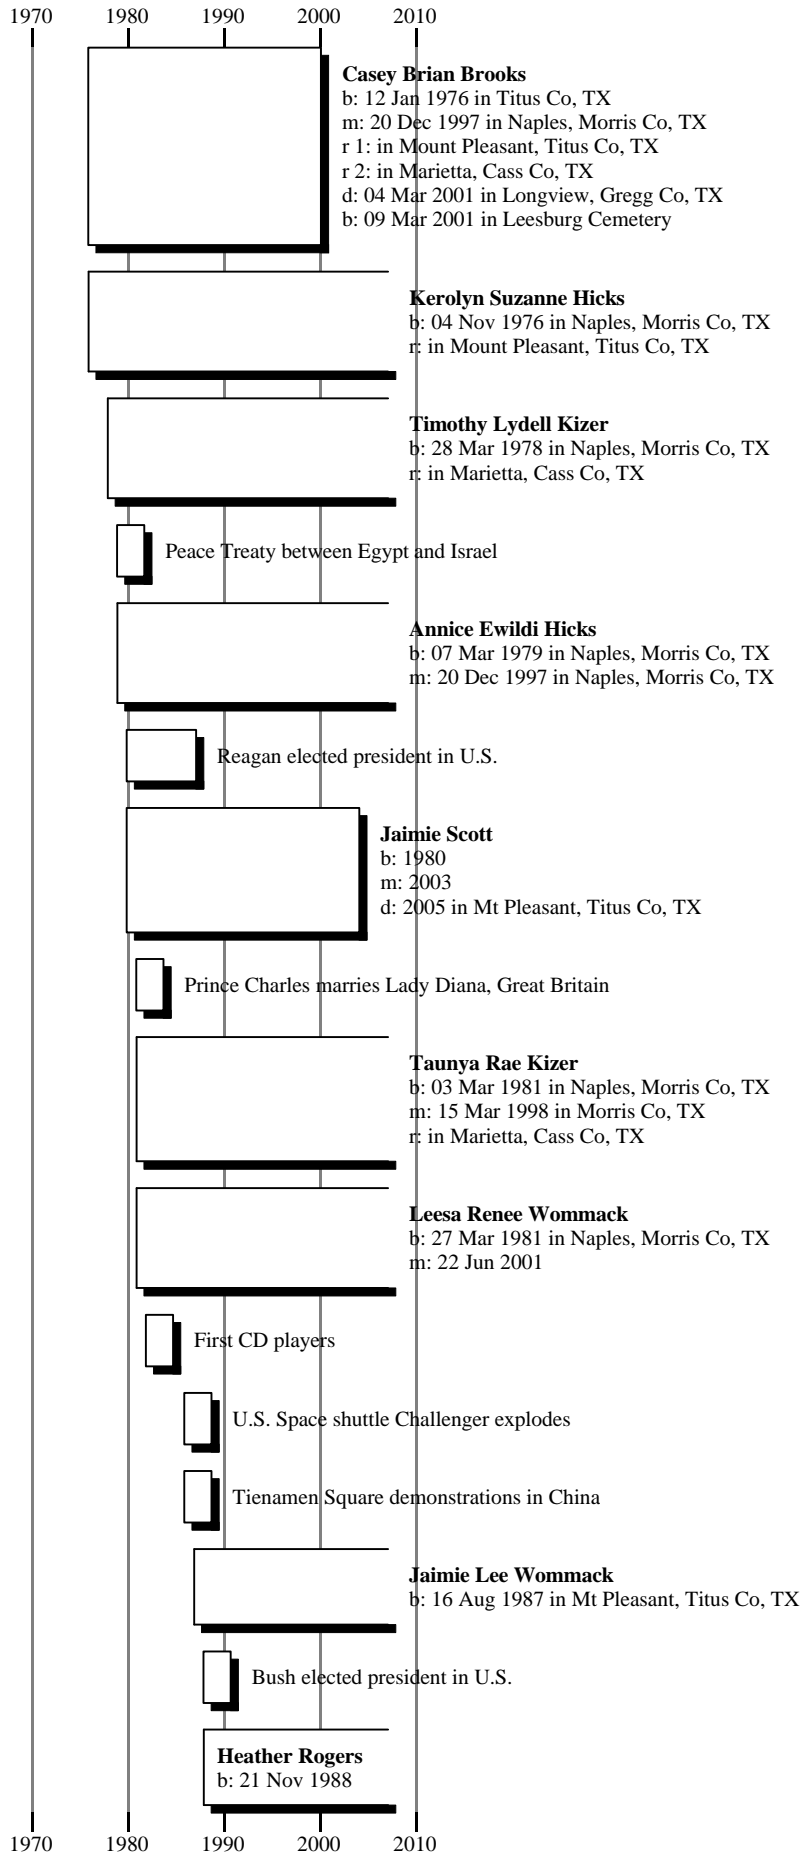 1970 1980 1990 2000 2010
Casey Brian Brooks
b: 12 Jan 1976 in Titus Co, TX
m: 20 Dec 1997 in Naples, Morris Co, TX
r 1: in Mount Pleasant, Titus Co, TX
r 2: in Marietta, Cass Co, TX
d: 04 Mar 2001 in Longview, Gregg Co, TX
b: 09 Mar 2001 in Leesburg Cemetery
Kerolyn Suzanne Hicks
b: 04 Nov 1976 in Naples, Morris Co, TX
r: in Mount Pleasant, Titus Co, TX
Timothy Lydell Kizer
b: 28 Mar 1978 in Naples, Morris Co, TX
r: in Marietta, Cass Co, TX
Peace Treaty between Egypt and Israel
Annice Ewildi Hicks
b: 07 Mar 1979 in Naples, Morris Co, TX
m: 20 Dec 1997 in Naples, Morris Co, TX
Reagan elected president in U.S.
Jaimie Scott
b: 1980
m: 2003
d: 2005 in Mt Pleasant, Titus Co, TX
Prince Charles marries Lady Diana, Great Britain
Taunya Rae Kizer
b: 03 Mar 1981 in Naples, Morris Co, TX
m: 15 Mar 1998 in Morris Co, TX
r: in Marietta, Cass Co, TX
Leesa Renee Wommack
b: 27 Mar 1981 in Naples, Morris Co, TX
m: 22 Jun 2001
First CD players
U.S. Space shuttle Challenger explodes
Tienamen Square demonstrations in China
Jaimie Lee Wommack
b: 16 Aug 1987 in Mt Pleasant, Titus Co, TX
Bush elected president in U.S.
Heather Rogers
b: 21 Nov 1988
1970 1980 1990 2000 2010